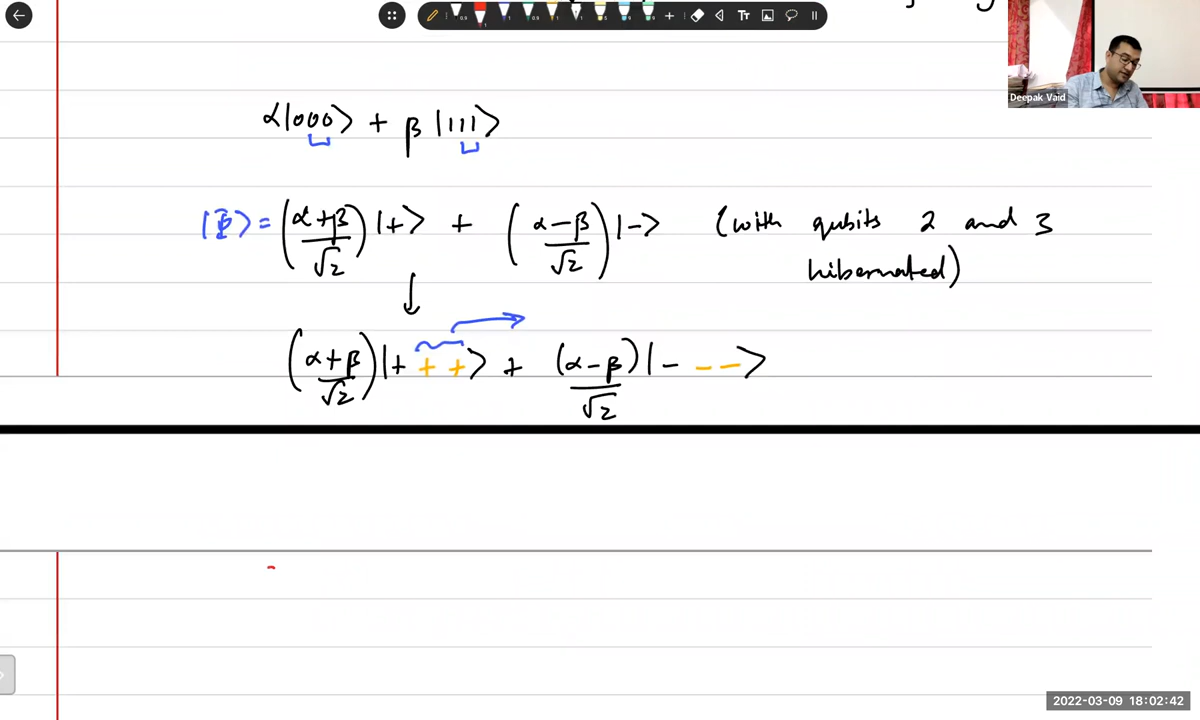 α|000⟩ + β|111⟩
|Φ⟩ = (α+β/√2)|+⟩ + (α−β/√2)|−⟩ (with qubits 2 and 3
hibernated)
↓
(α+β/√2)|+ + +⟩ + (α−β)/√2 |− − −⟩
Tт
Deepak Vaid
2022-03-09 18:02:42